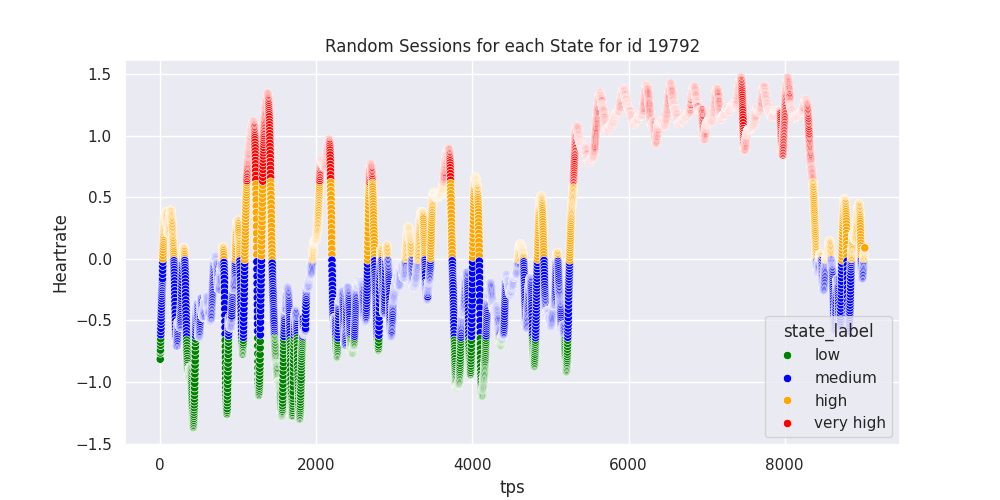 Random Sessions for each State for id 19792
1.5
1.0
0.5
0.0
−0.5
−1.0
−1.5
Heartrate
0
2000
4000
6000
8000
tps
state_label
low
medium
high
very high